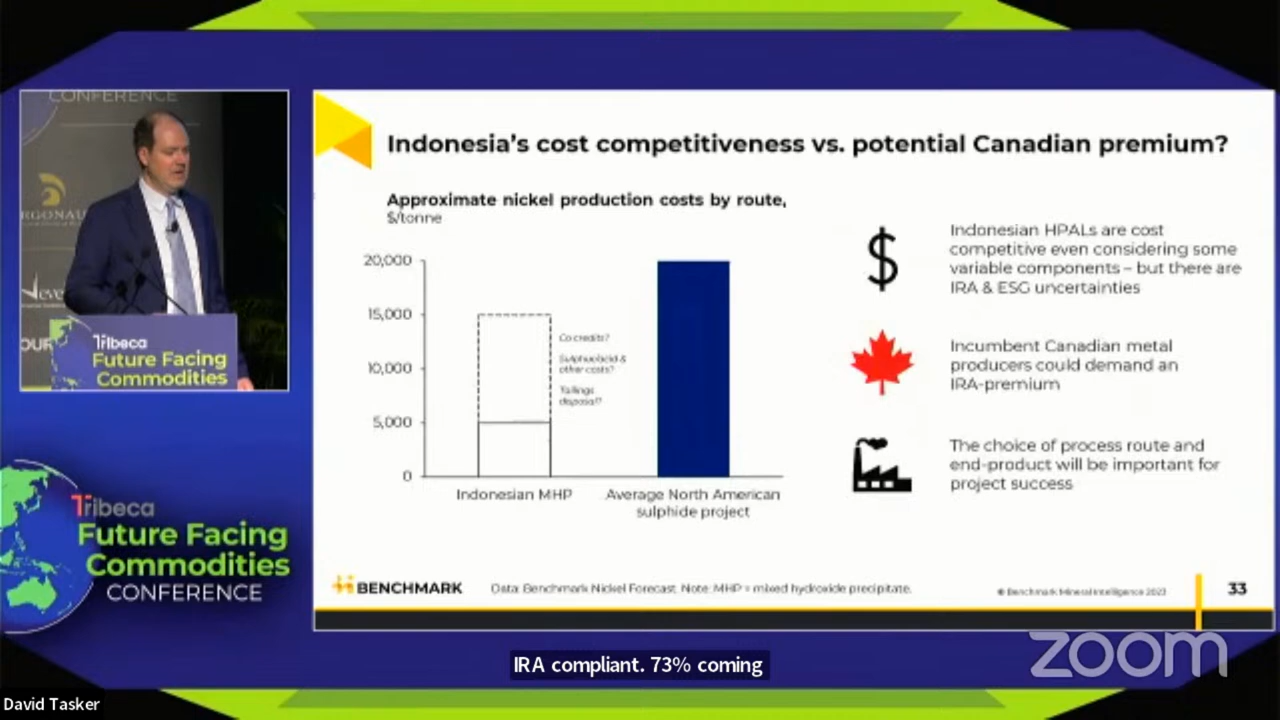 CONFERENCE
RGONAU
Tribeca
Future Facing
Commodities
Tribeca
Future Facing
Commodities
CONFERENCE
Indonesia's cost competitiveness vs. potential Canadian premium?
Approximate nickel production costs by route,
$/tonne
20,000
15,000
10,000
5,000
0
Co credits?
Sulphur/acid &
other costs?
Tailings
disposal?
Indonesian MHP
Average North American
sulphide project
$
Indonesian HPALs are cost
competitive even considering some
variable components – but there are
IRA & ESG uncertainties
Incumbent Canadian metal
producers could demand an
IRA-premium
The choice of process route and
end-product will be important for
project success
BENCHMARK
Data: Benchmark Nickel Forecast. Note: MHP = mixed hydroxide precipitate.
© Benchmark Mineral Intelligence 2023
33
zoom
IRA compliant. 73% coming
David Tasker